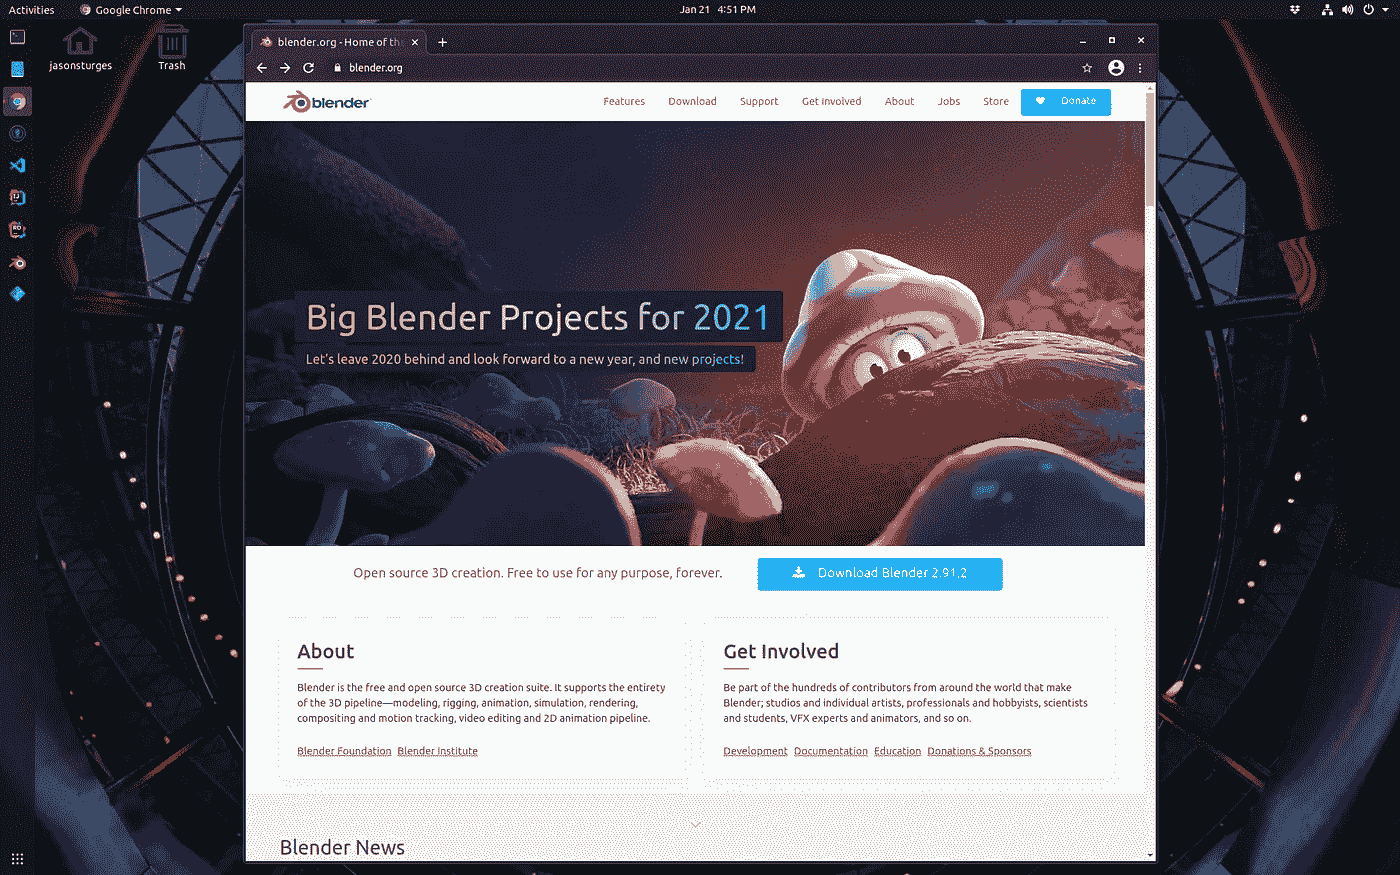 Activities Google Chrome Jan 21 4:51 PM
jasonsturges Trash
blender.org - Home of th
blender.org
blender Features Download Support Get Involved About Jobs Store Donate
Big Blender Projects for 2021
Let's leave 2020 behind and look forward to a new year, and new projects!
Open source 3D creation. Free to use for any purpose, forever. Download Blender 2.91.2
About
Blender is the free and open source 3D creation suite. It supports the entirety
of the 3D pipeline—modeling, rigging, animation, simulation, rendering,
compositing and motion tracking, video editing and 2D animation pipeline.
Blender Foundation Blender Institute
Get Involved
Be part of the hundreds of contributors from around the world that make
Blender; studios and individual artists, professionals and hobbyists, scientists
and students, VFX experts and animators, and so on.
Development Documentation Education Donations & Sponsors
Blender News